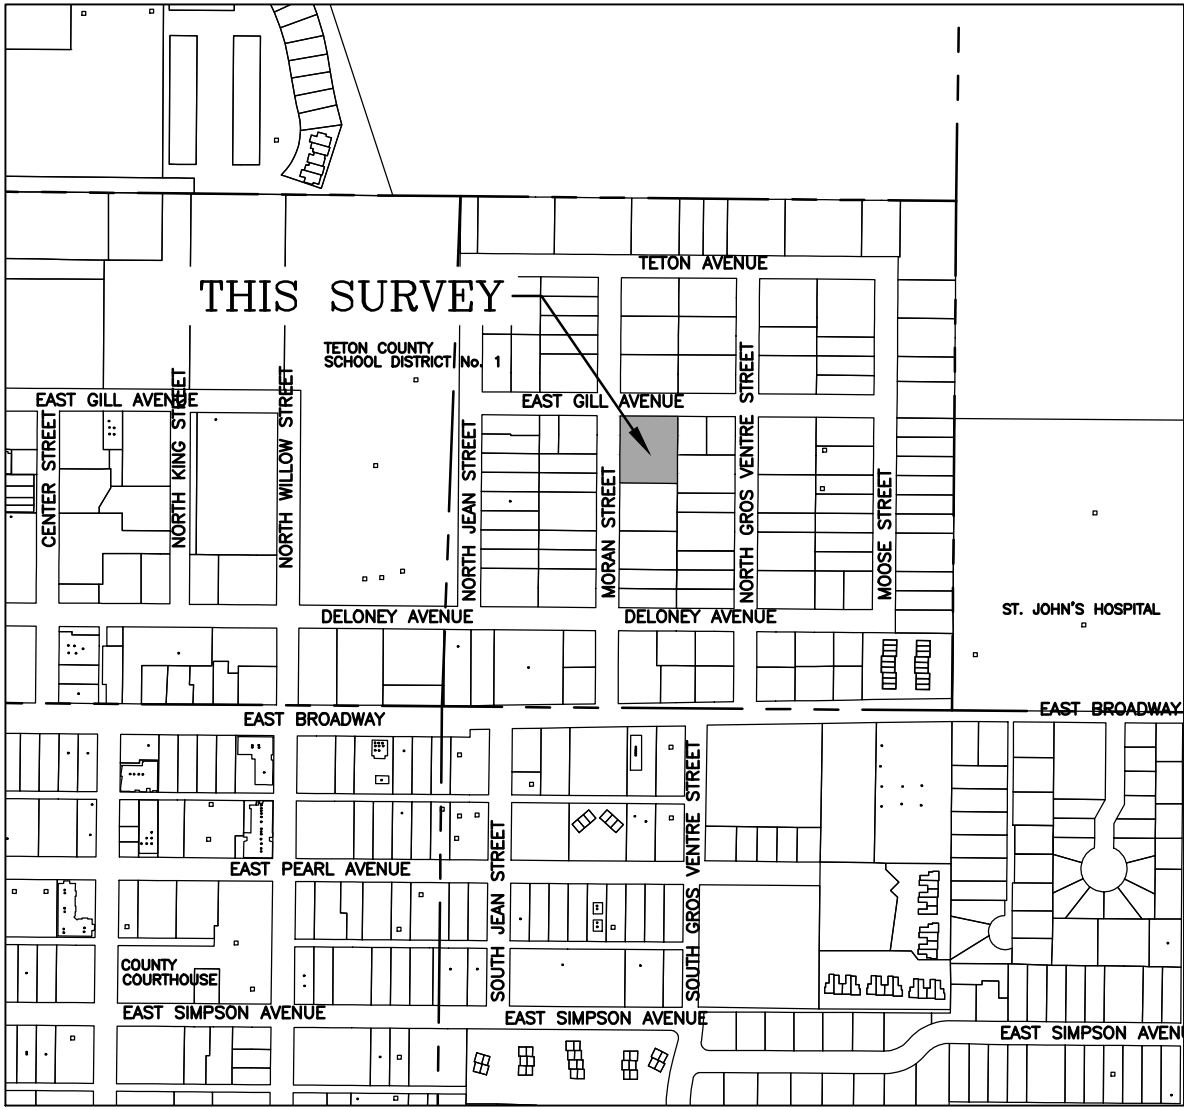 TETON AVENUE
THIS SURVEY
TETON COUNTY
SCHOOL DISTRICT No. 1
EAST GILL AVENUE
EAST GILL AVENUE
CENTER STREET
NORTH KING STREET
NORTH WILLOW STREET
NORTH JEAN STREET
MORAN STREET
NORTH GROS VENTRE STREET
MOOSE STREET
ST. JOHN'S HOSPITAL
DELONEY AVENUE
DELONEY AVENUE
EAST BROADWAY
EAST BROADWAY
SOUTH JEAN STREET
SOUTH GROS VENTRE STREET
EAST PEARL AVENUE
COUNTY
COURTHOUSE
EAST SIMPSON AVENUE
EAST SIMPSON AVENUE
EAST SIMPSON AVENU